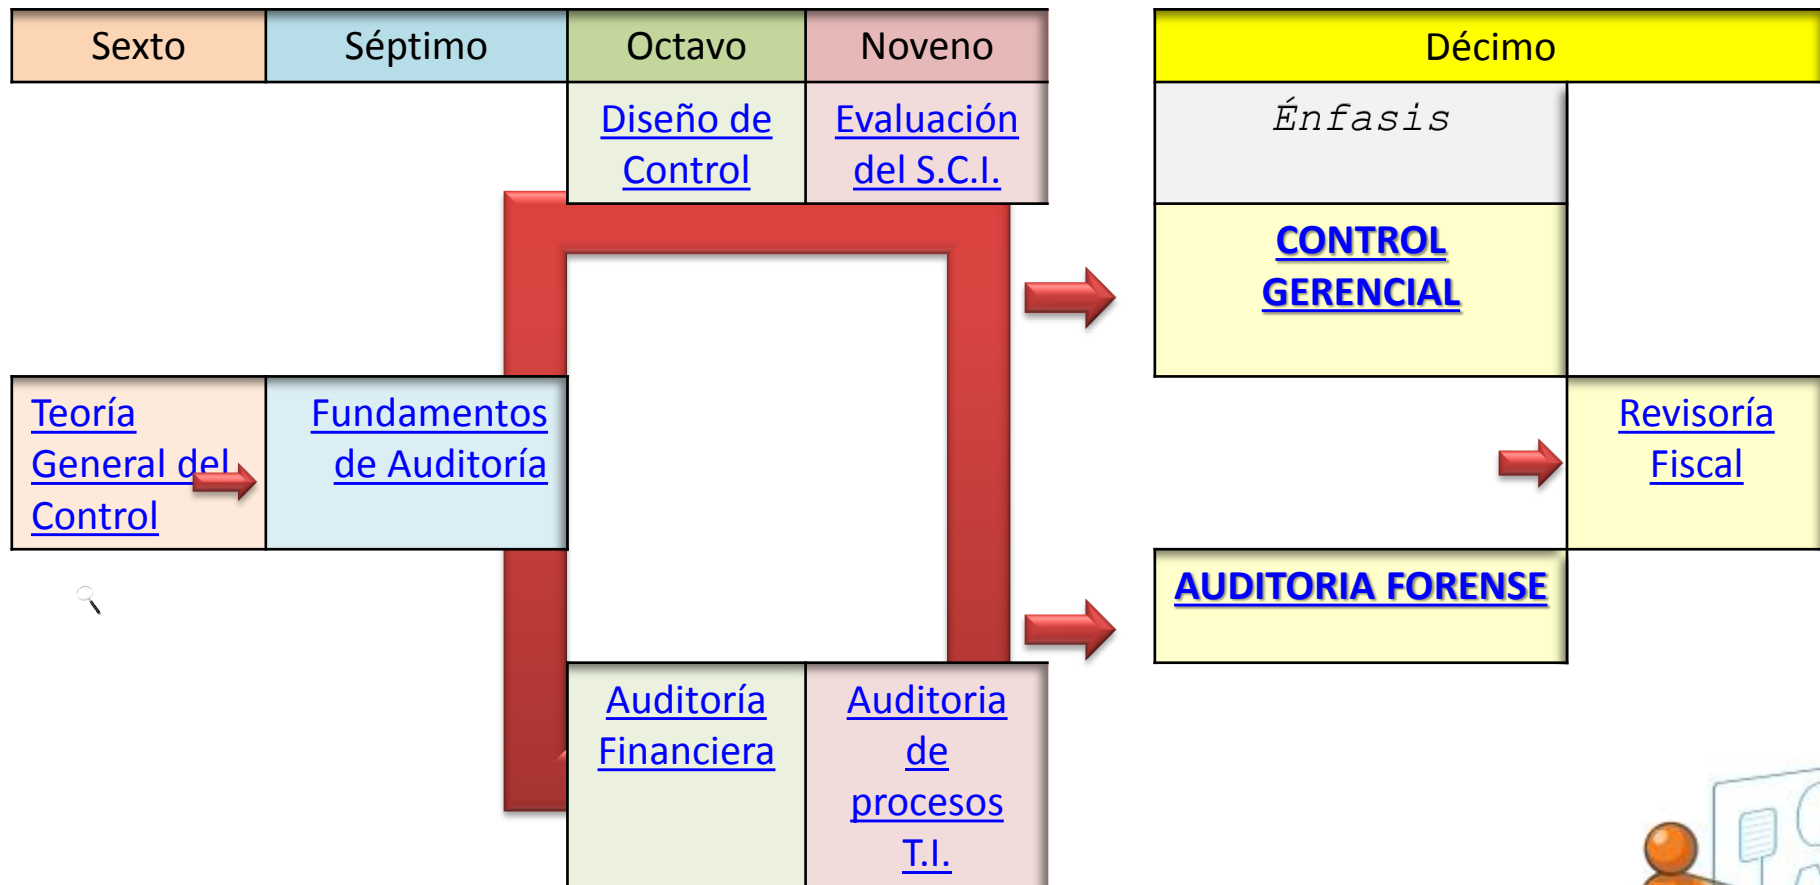 Sexto
Séptimo
Octavo
Noveno
Décimo
Diseño de
Control
Evaluación
del S.C.I.
Énfasis
CONTROL
GERENCIAL
Teoría
General del
Control
Fundamentos
de Auditoría
Revisoría
Fiscal
AUDITORIA FORENSE
Auditoría
Financiera
Auditoria
de
procesos
T.I.